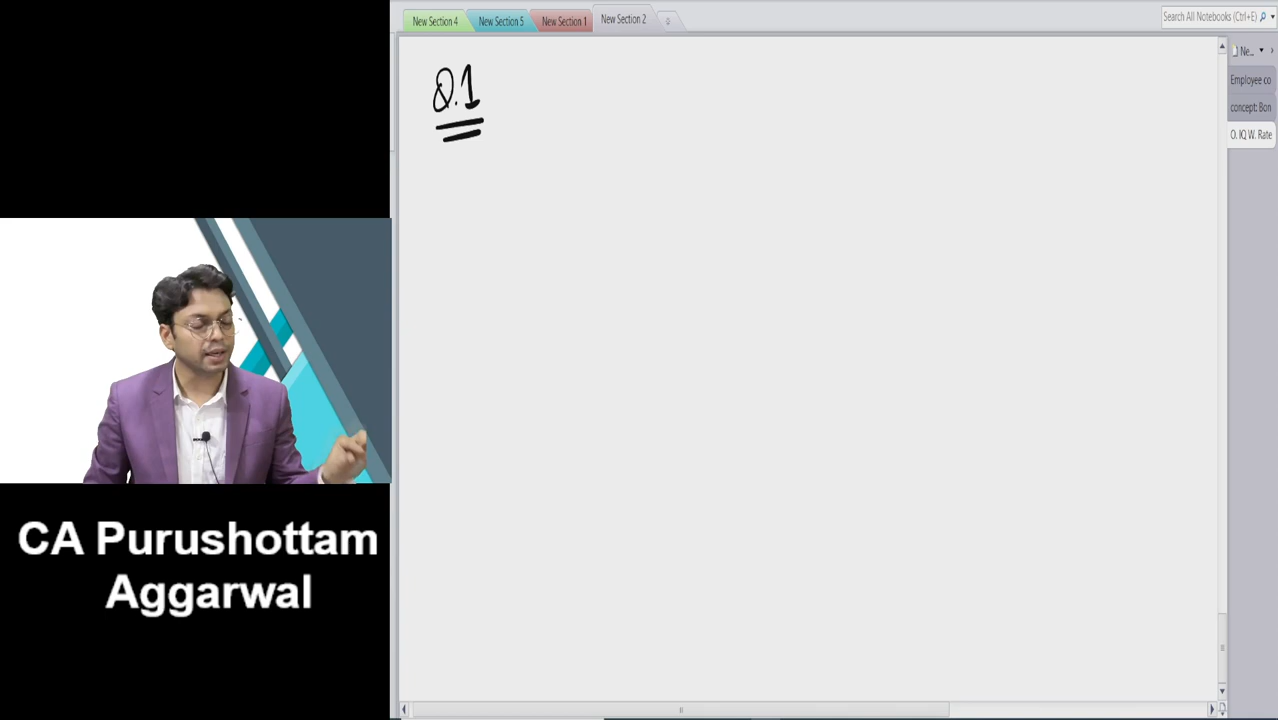 New Section 4
New Section 5
New Section 1
New Section 2
Search All Notebooks (Ctrl+E)
Ne...
Employee co
concept: Bon
O. IQ W. Rate
Q.1
CA Purushottam
Aggarwal